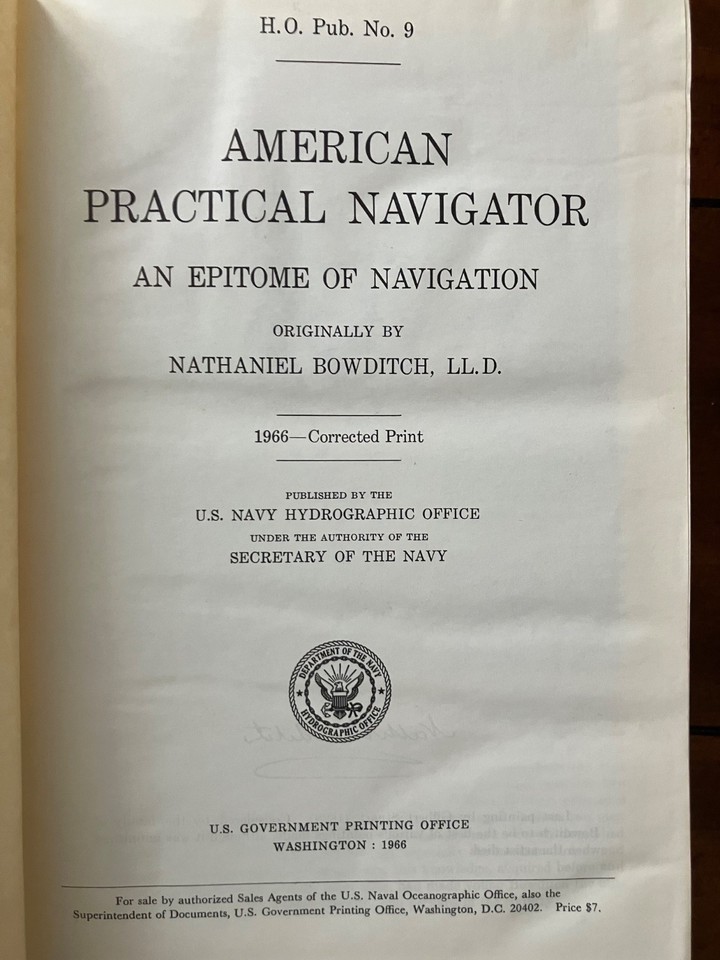 H.O. Pub. No. 9
AMERICAN
PRACTICAL NAVIGATOR
AN EPITOME OF NAVIGATION
ORIGINALLY BY
NATHANIEL BOWDITCH, LL.D.
1966—Corrected Print
PUBLISHED BY THE
U.S. NAVY HYDROGRAPHIC OFFICE
UNDER THE AUTHORITY OF THE
SECRETARY OF THE NAVY
DEPARTMENT OF THE NAVY
HYDROGRAPHIC OFFICE
U.S. GOVERNMENT PRINTING OFFICE
WASHINGTON : 1966
For sale by authorized Sales Agents of the U.S. Naval Oceanographic Office, also the
Superintendent of Documents, U.S. Government Printing Office, Washington, D.C. 20402. Price $7.